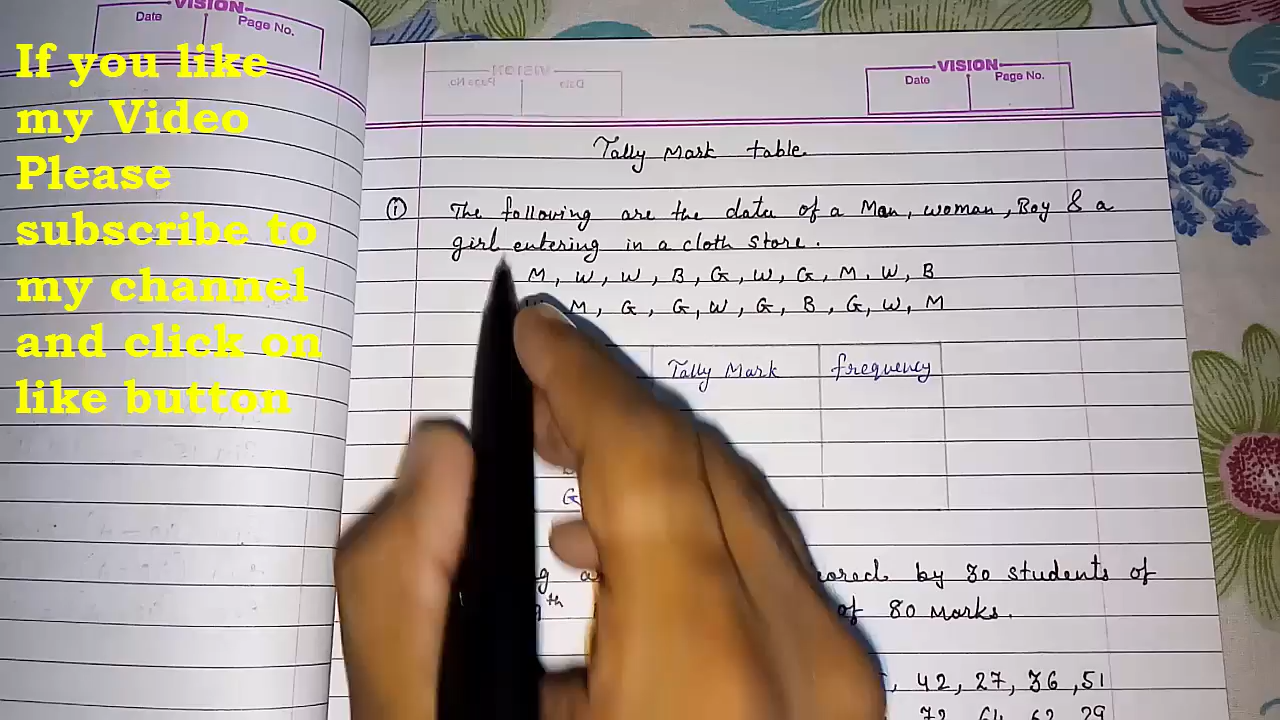 If you like
my Video
Please
subscribe to
my channel
and click on
like button
VISION
Date
Page No.
VISION
Date
Page No.
Tally Mark table.
① The following are the data of a Man, woman, Boy & a
girl entering in a cloth store.
M, W, W, B, G, W, G, M, W, B
M, G, G, W, G, B, G, W, M
Tally Mark
frequency
G
by 30 students of
th
of 80 marks.
42, 27, 36, 51